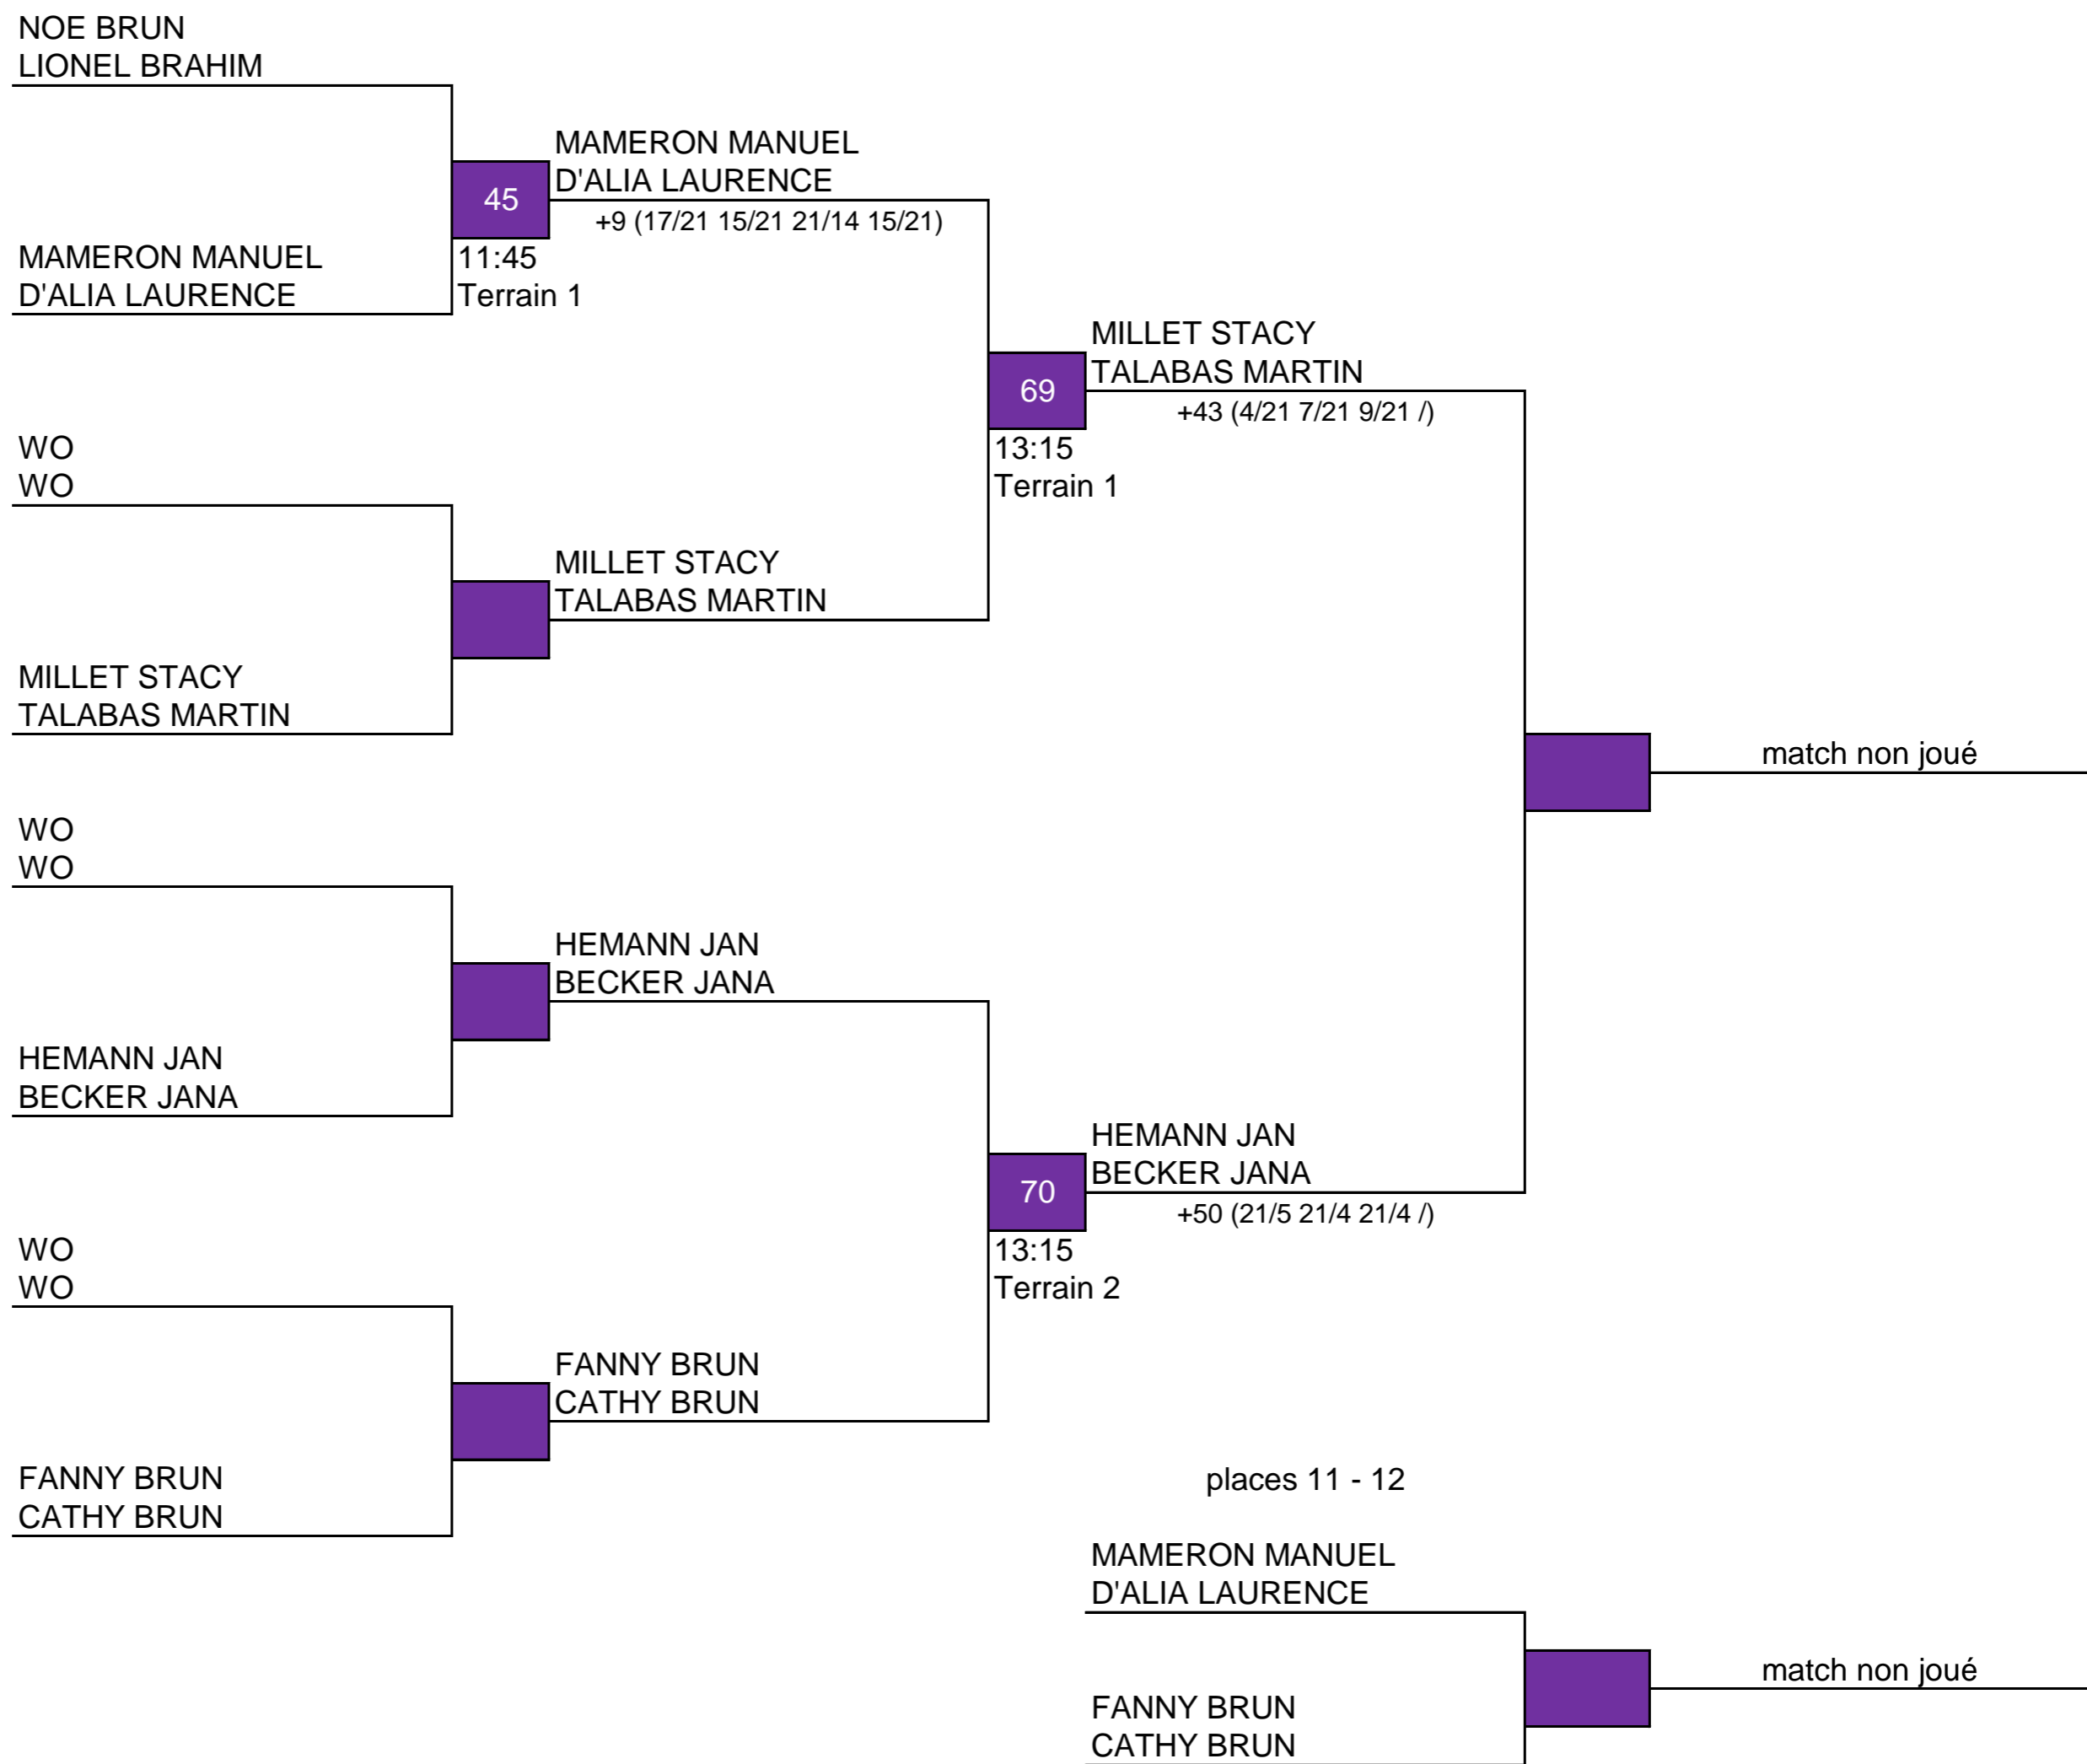 NOE BRUN
LIONEL BRAHIM
MAMERON MANUEL
D'ALIA LAURENCE
45
+9 (17/21 15/21 21/14 15/21)
MAMERON MANUEL
D'ALIA LAURENCE
11:45
Terrain 1
MILLET STACY
TALABAS MARTIN
69
+43 (4/21 7/21 9/21 /)
WO
WO
13:15
Terrain 1
MILLET STACY
TALABAS MARTIN
MILLET STACY
TALABAS MARTIN
match non joué
WO
WO
HEMANN JAN
BECKER JANA
HEMANN JAN
BECKER JANA
HEMANN JAN
BECKER JANA
70
+50 (21/5 21/4 21/4 /)
WO
WO
13:15
Terrain 2
FANNY BRUN
CATHY BRUN
FANNY BRUN
CATHY BRUN
places 11 - 12
MAMERON MANUEL
D'ALIA LAURENCE
match non joué
FANNY BRUN
CATHY BRUN